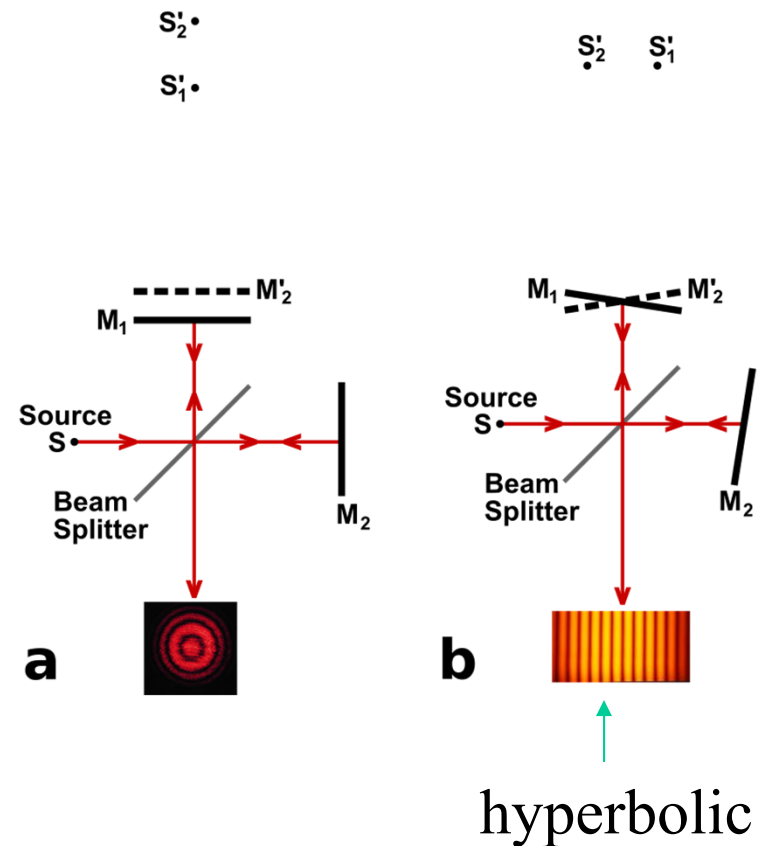 S'₂
S'₁
M'₂
M₁
Source
S
Beam
Splitter
M₂
a
S'₂ S'₁
M₁ M'₂
Source
S
Beam
Splitter
M₂
b
hyperbolic